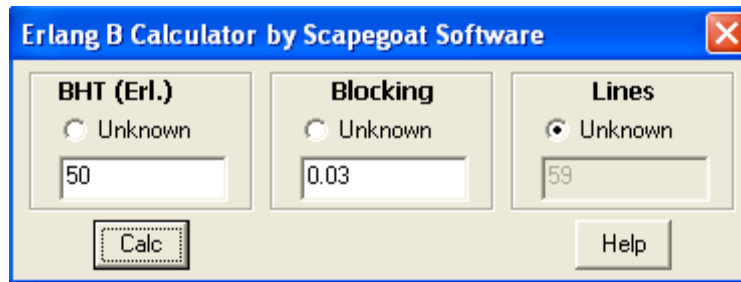 Erlang B Calculator by Scapegoat Software
BHT (Erl.) Blocking Lines
Unknown Unknown Unknown
50 0.03 59
Calc Help